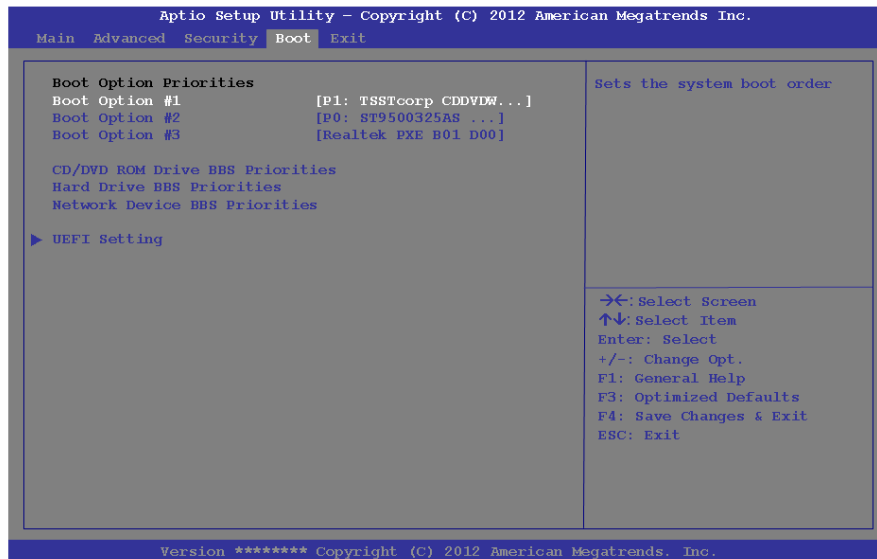 Aptio Setup Utility – Copyright (C) 2012 American Megatrends Inc.
Main Advanced Security Boot Exit
Boot Option Priorities
Boot Option #1 [P1: TSSTcorp CDDVDW...]
Boot Option #2 [P0: ST9500325AS ...]
Boot Option #3 [Realtek PXE B01 D00]
CD/DVD ROM Drive BBS Priorities
Hard Drive BBS Priorities
Network Device BBS Priorities
▶ UEFI Setting
Sets the system boot order
→←: Select Screen
↑↓: Select Item
Enter: Select
+/-: Change Opt.
F1: General Help
F3: Optimized Defaults
F4: Save Changes & Exit
ESC: Exit
Version ******** Copyright (C) 2012 American Megatrends. Inc.